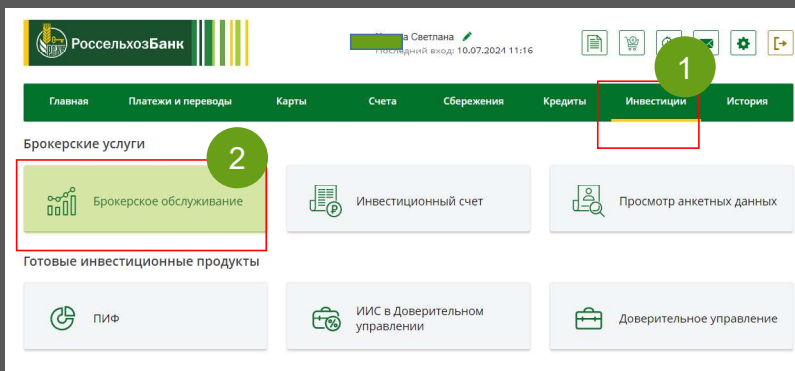 РоссельхозБанк
а Светлана
Последний вход: 10.07.2024 11:16
1
Главная Платежи и переводы Карты Счета Сбережения Кредиты Инвестиции История
Брокерские услуги
2
Брокерское обслуживание Инвестиционный счет Просмотр анкетных данных
Готовые инвестиционные продукты
ПИФ ИИС в Доверительном управлении Доверительное управление